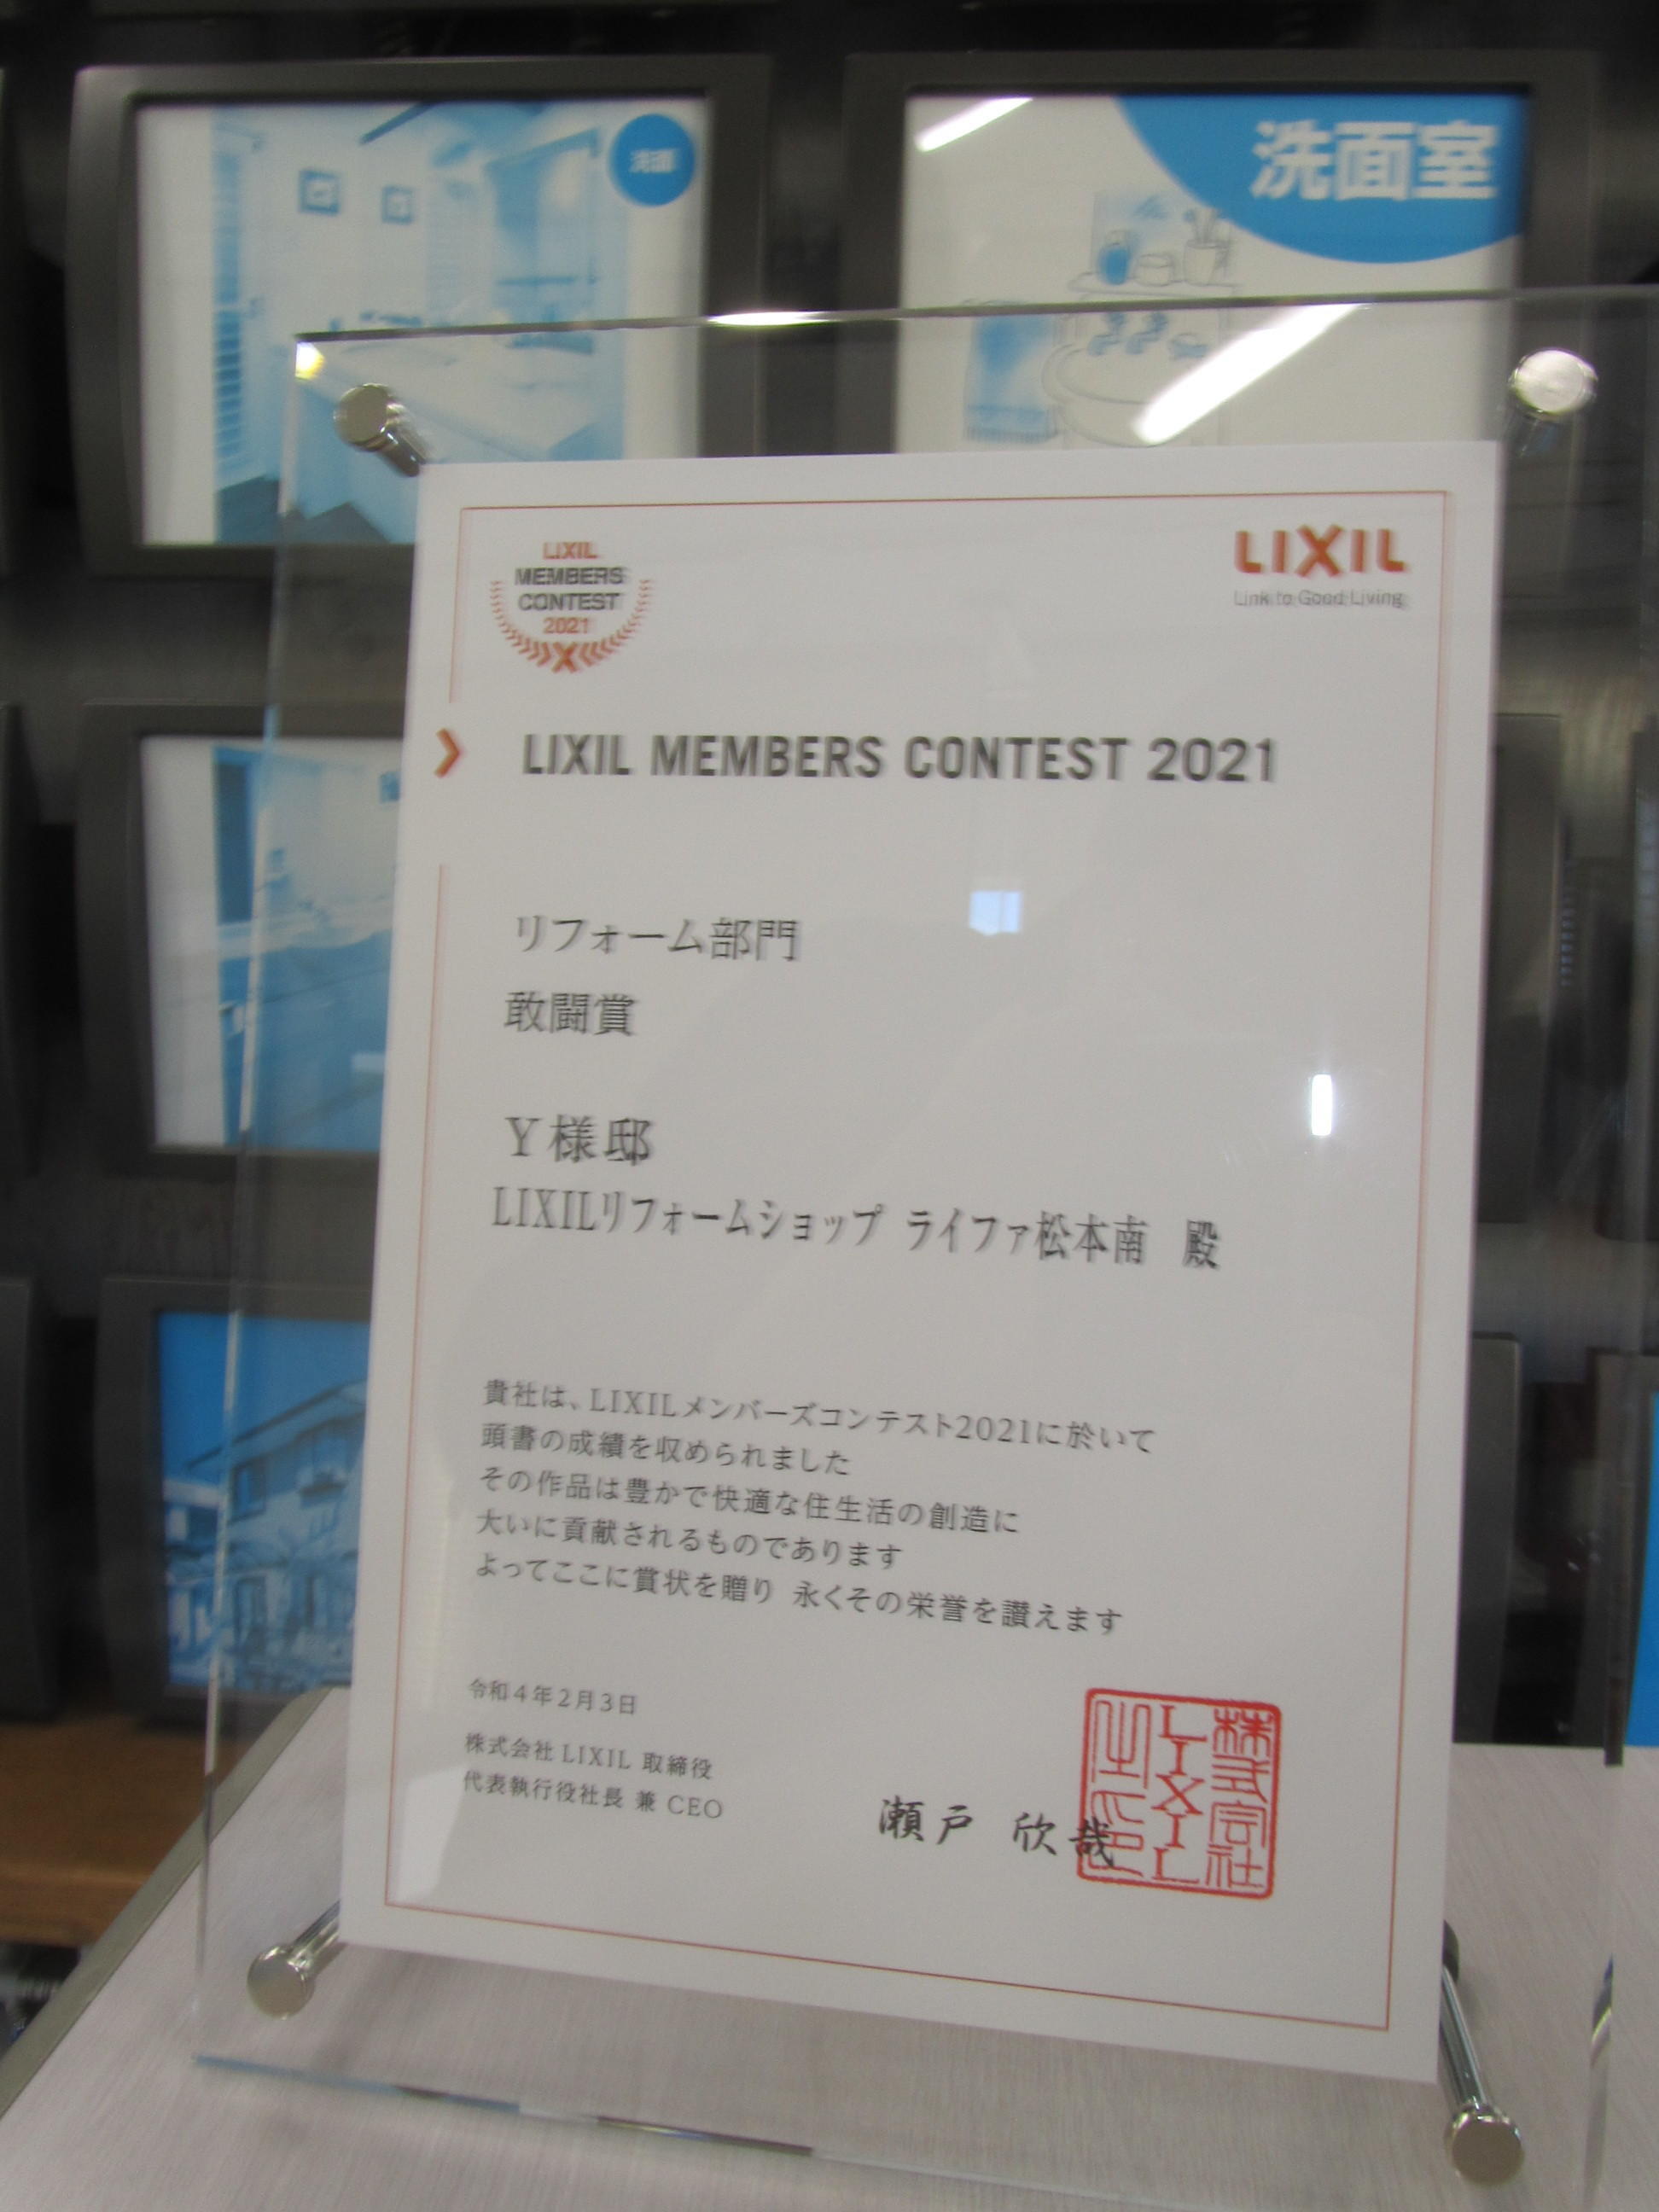 洗面
洗面室
LIXIL
MEMBERS
CONTEST
2021
LIXIL
Link to Good Living
LIXIL MEMBERS CONTEST 2021
リフォーム部門
敢闘賞
Y様邸
LIXILリフォームショップ ライファ松本南 殿
貴社は、LIXILメンバーズコンテスト2021に於いて
頭書の成績を収められました
その作品は豊かで快適な住生活の創造に
大いに貢献されるものであります
よってここに賞状を贈り 永くその栄誉を讃えます
令和4年2月3日
株式会社 LIXIL 取締役
代表執行役社長 兼 CEO
瀬戸 欣哉
株式会社
LIXIL
之印